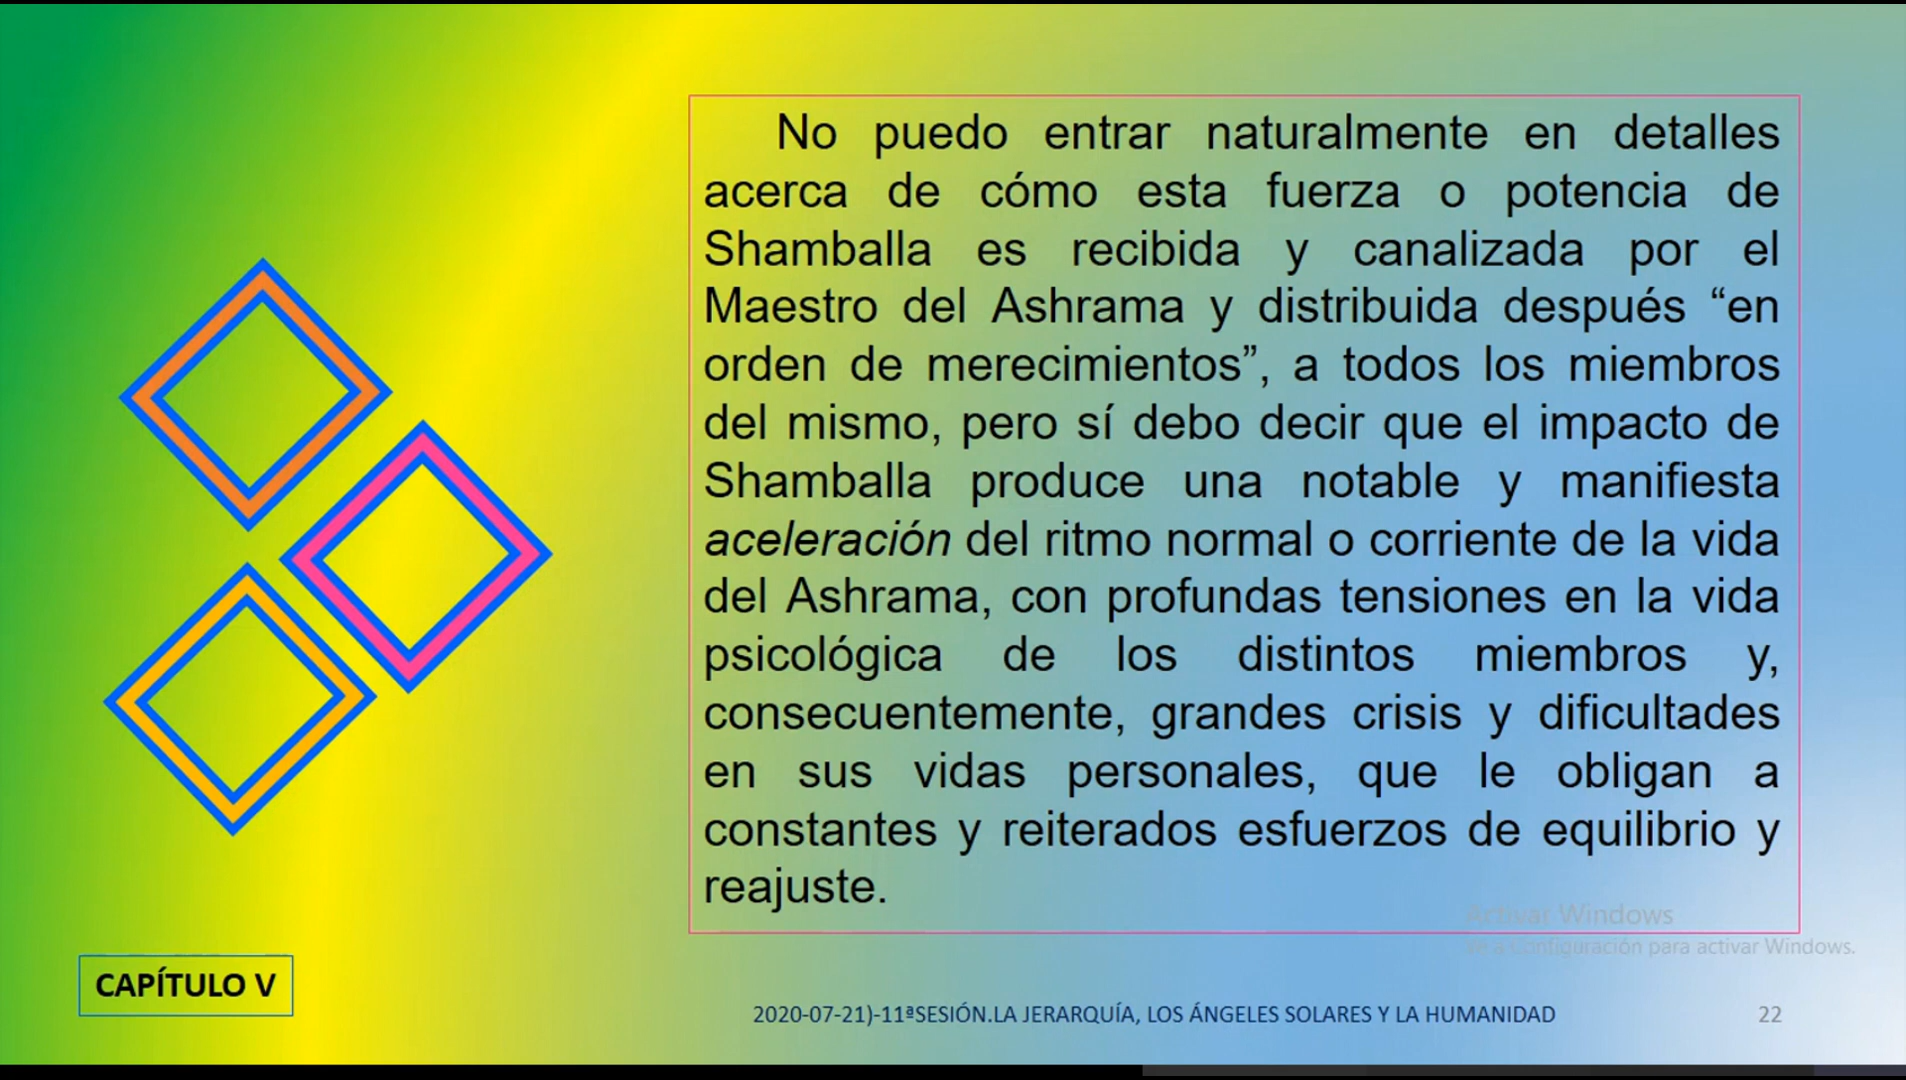 No puedo entrar naturalmente en detalles
acerca de cómo esta fuerza o potencia de
Shamballa es recibida y canalizada por el
Maestro del Ashrama y distribuida después “en
orden de merecimientos”, a todos los miembros
del mismo, pero sí debo decir que el impacto de
Shamballa produce una notable y manifiesta
aceleración del ritmo normal o corriente de la vida
del Ashrama, con profundas tensiones en la vida
psicológica de los distintos miembros y,
consecuentemente, grandes crisis y dificultades
en sus vidas personales, que le obligan a
constantes y reiterados esfuerzos de equilibrio y
reajuste.
Activar Windows
Ve a Configuración para activar Windows.
CAPÍTULO V
2020-07-21)-11ªSESIÓN.LA JERARQUÍA, LOS ÁNGELES SOLARES Y LA HUMANIDAD
22